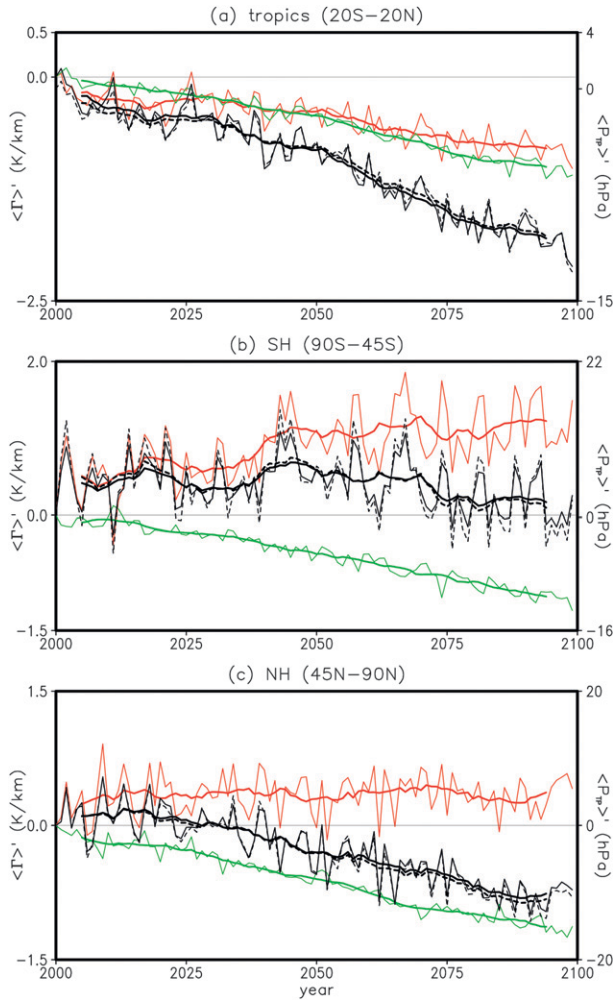 (a) tropics (20S−20N)
0.5
4
0.0
0
<Γ>' (K/km)
<P_TP>' (hPa)
−2.5
−15
2000 2025 2050 2075 2100
(b) SH (90S−45S)
2.0
22
<Γ>' (K/km)
<P_TP>' (hPa)
0.0
0
−1.5
−16
2000 2025 2050 2075 2100
(c) NH (45N−90N)
1.5
20
<Γ>' (K/km)
<P_TP>' (hPa)
0.0
0
−1.5
−20
2000 2025 2050 2075 2100
year